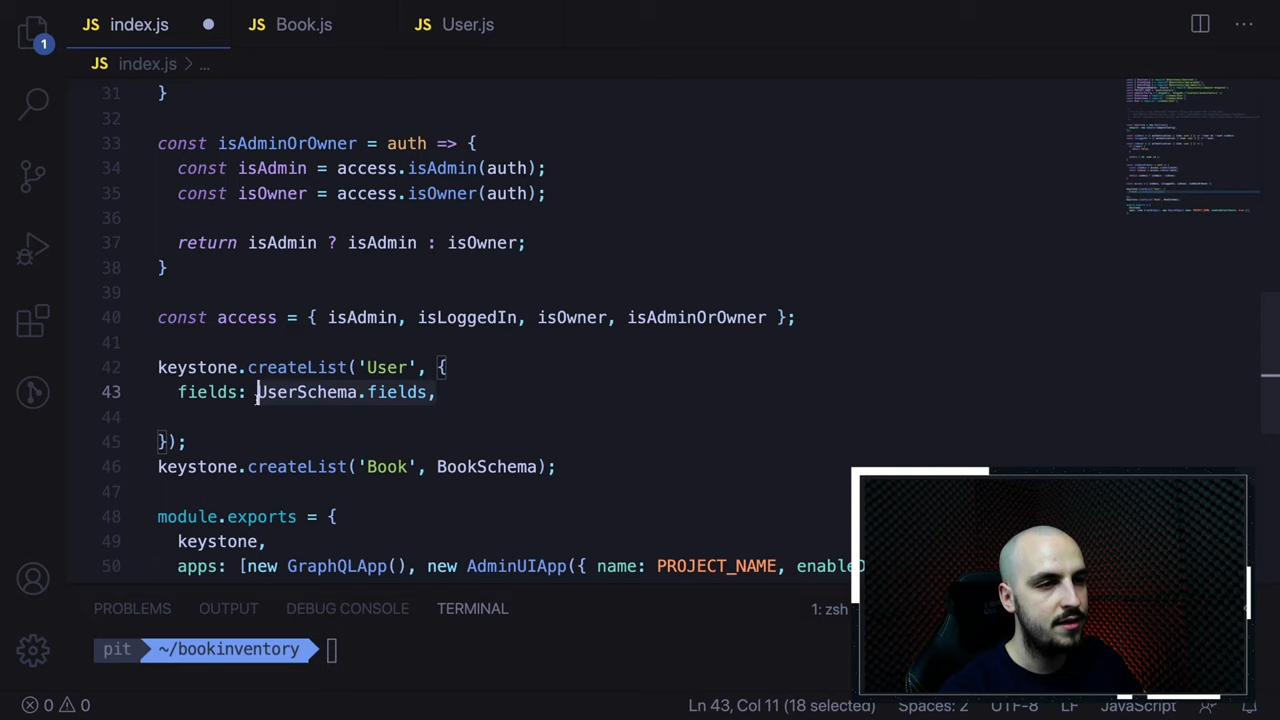 JS index.js
JS Book.js
JS User.js
1
JS index.js > ...
31 }
32
33 const isAdminOrOwner = auth => {
34 const isAdmin = access.isAdmin(auth);
35 const isOwner = access.isOwner(auth);
36
37 return isAdmin ? isAdmin : isOwner;
38 }
39
40 const access = { isAdmin, isLoggedIn, isOwner, isAdminOrOwner };
41
42 keystone.createList('User', {
43 fields: UserSchema.fields,
44
45 });
46 keystone.createList('Book', BookSchema);
47
48 module.exports = {
49 keystone,
50 apps: [new GraphQLApp(), new AdminUIApp({ name: PROJECT_NAME, enableD
PROBLEMS OUTPUT DEBUG CONSOLE TERMINAL 1: zsh
pit ~/bookinventory
0 0 Ln 43, Col 11 (18 selected) Spaces: 2 UTF-8 LF JavaScript